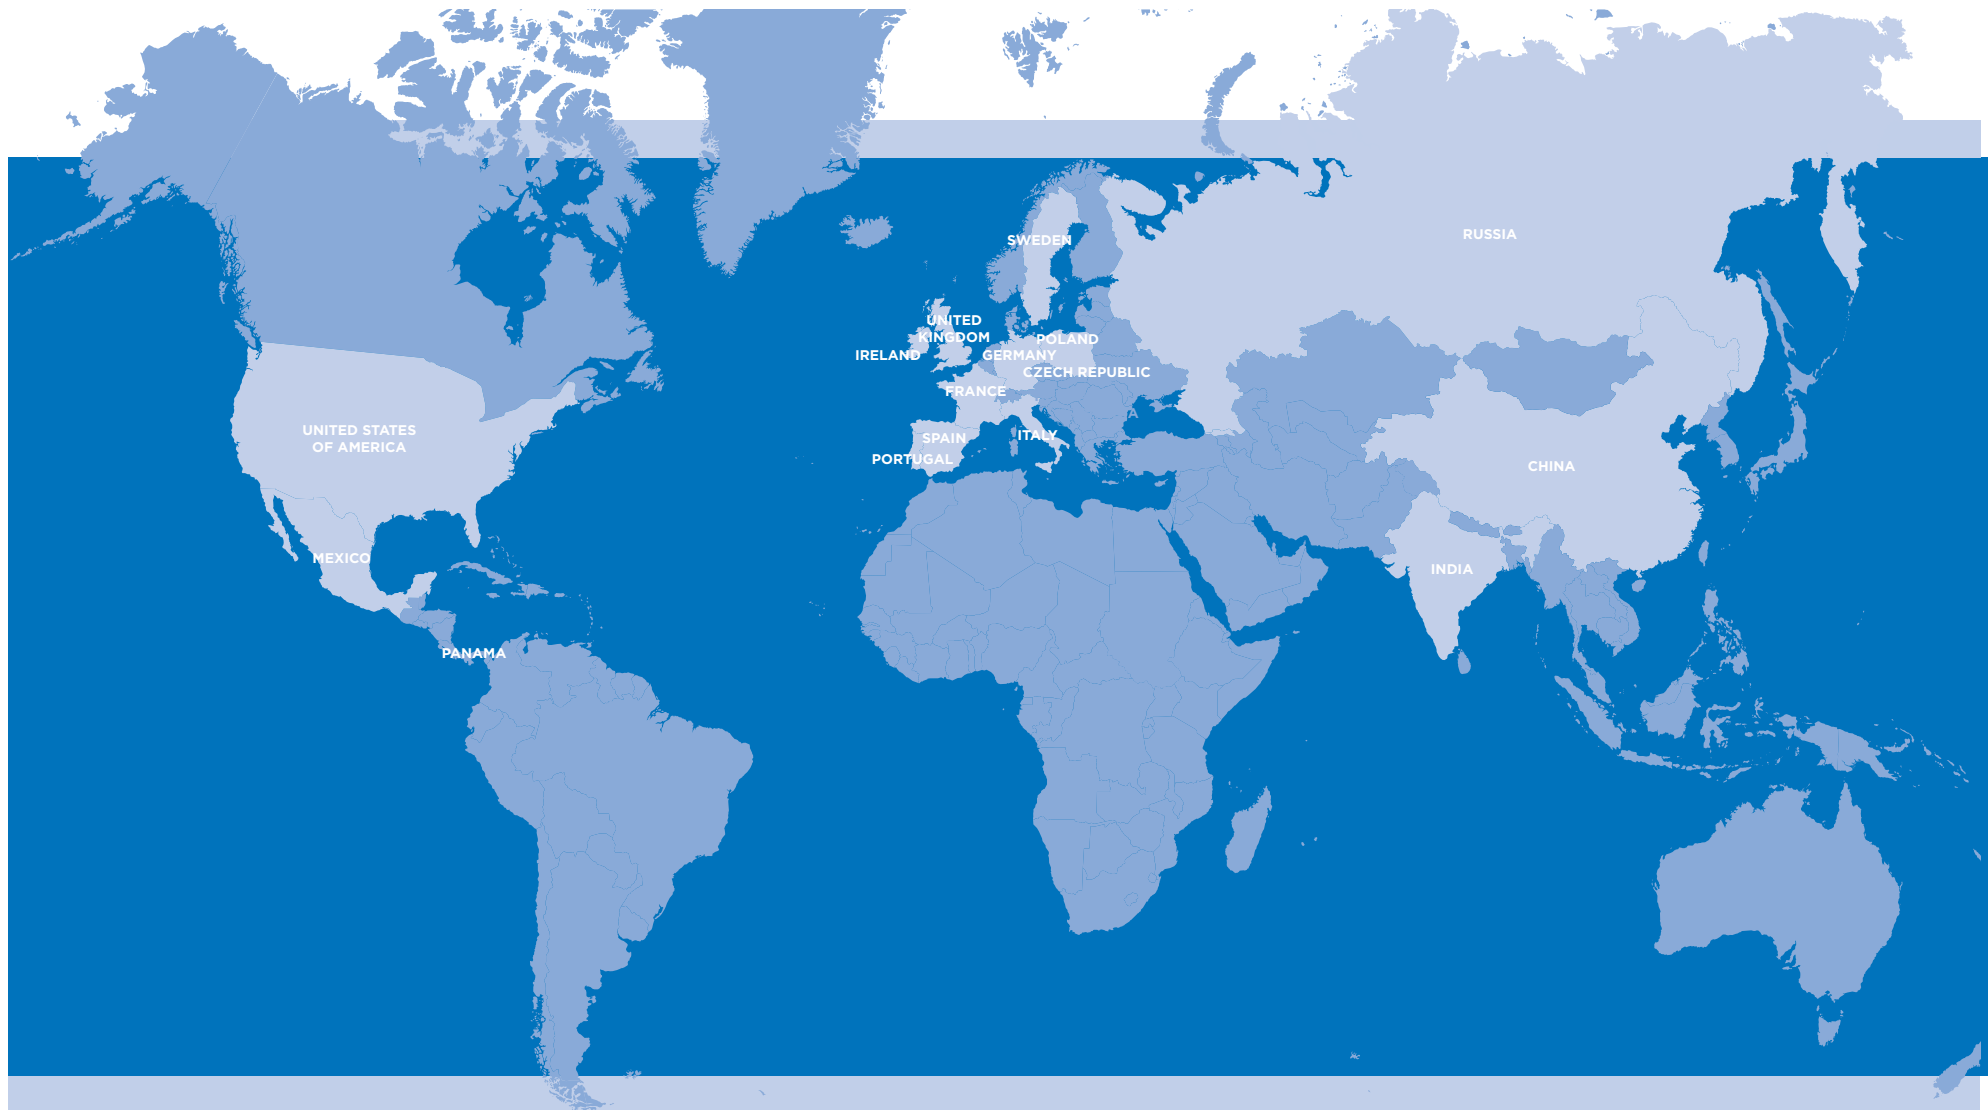 RUSSIA
SWEDEN
UNITED
KINGDOM
POLAND
IRELAND
GERMANY
CZECH REPUBLIC
FRANCE
UNITED STATES
OF AMERICA
SPAIN
ITALY
PORTUGAL
CHINA
MEXICO
INDIA
PANAMA